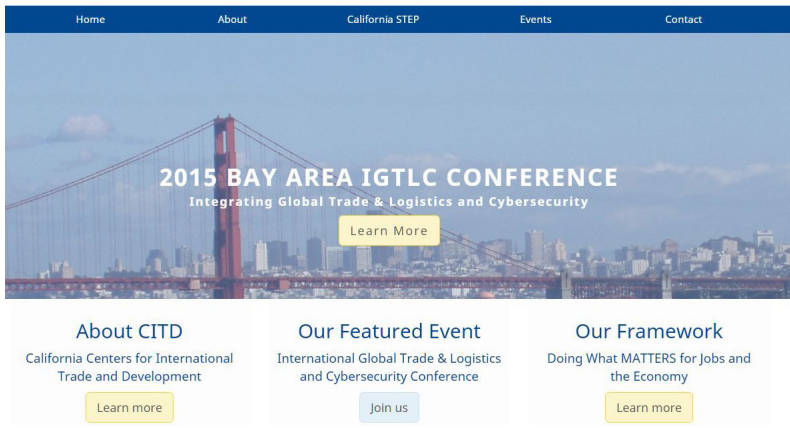 Home About California STEP Events Contact
2015 BAY AREA IGTLC CONFERENCE
Integrating Global Trade & Logistics and Cybersecurity
Learn More
About CITD
California Centers for International
Trade and Development
Learn more
Our Featured Event
International Global Trade & Logistics
and Cybersecurity Conference
Join us
Our Framework
Doing What MATTERS for Jobs and
the Economy
Learn more